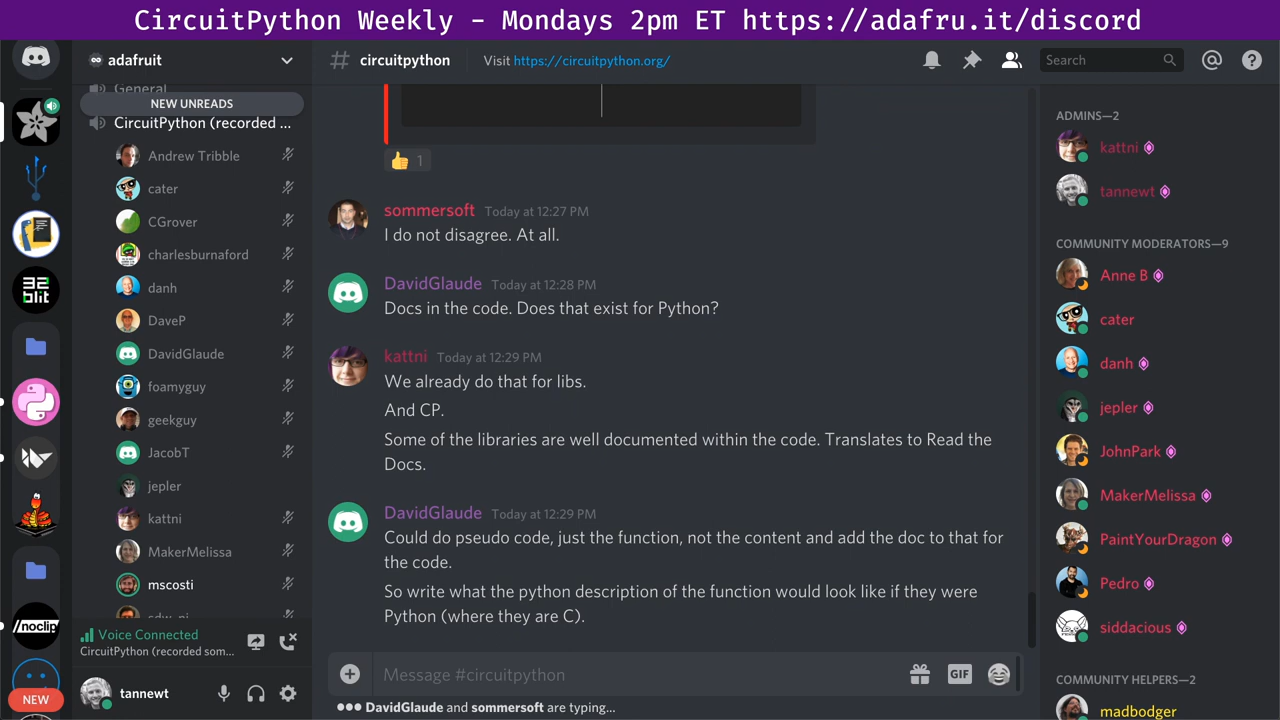 CircuitPython Weekly - Mondays 2pm ET https://adafru.it/discord
adafruit
General
NEW UNREADS
CircuitPython (recorded ...
Andrew Tribble
cater
CGrover
charlesburnaford
danh
DaveP
DavidGlaude
foamyguy
geekguy
JacobT
jepler
kattni
MakerMelissa
mscosti
Voice Connected
CircuitPython (recorded som...
tannewt
32
blit
/noclip
NEW
# circuitpython
Visit https://circuitpython.org/
Search
👍 1
sommersoft Today at 12:27 PM
I do not disagree. At all.
DavidGlaude Today at 12:28 PM
Docs in the code. Does that exist for Python?
kattni Today at 12:29 PM
We already do that for libs.
And CP.
Some of the libraries are well documented within the code. Translates to Read the
Docs.
DavidGlaude Today at 12:29 PM
Could do pseudo code, just the function, not the content and add the doc to that for
the code.
So write what the python description of the function would look like if they were
Python (where they are C).
Message #circuitpython
GIF
DavidGlaude and sommersoft are typing...
ADMINS—2
kattni
tannewt
COMMUNITY MODERATORS—9
Anne B
cater
danh
jepler
JohnPark
MakerMelissa
PaintYourDragon
Pedro
siddacious
COMMUNITY HELPERS—2
madbodger